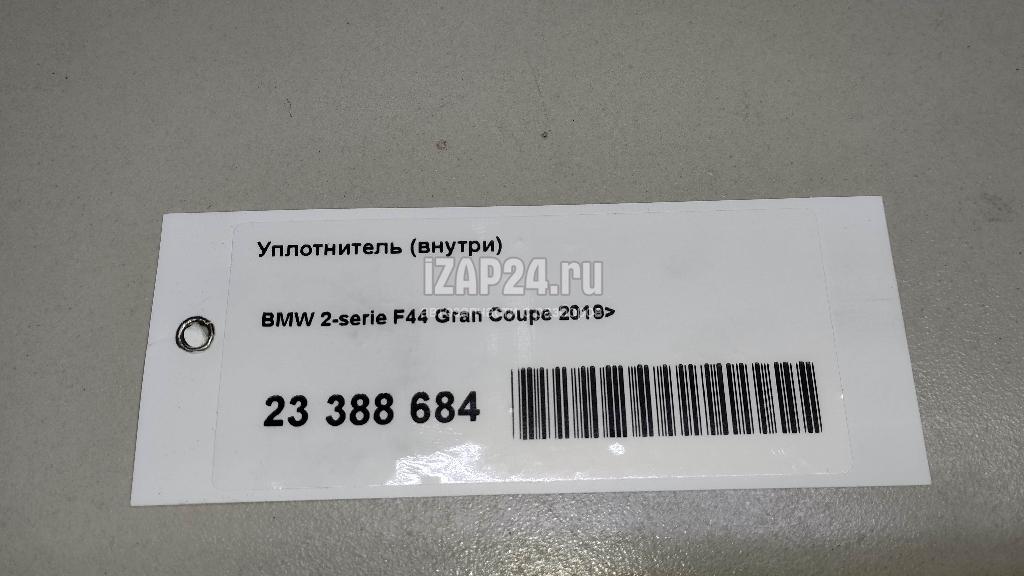 Уплотнитель (внутри)
iZAP24.ru
BMW 2-serie F44 Gran Coupe 2019>
23 388 684